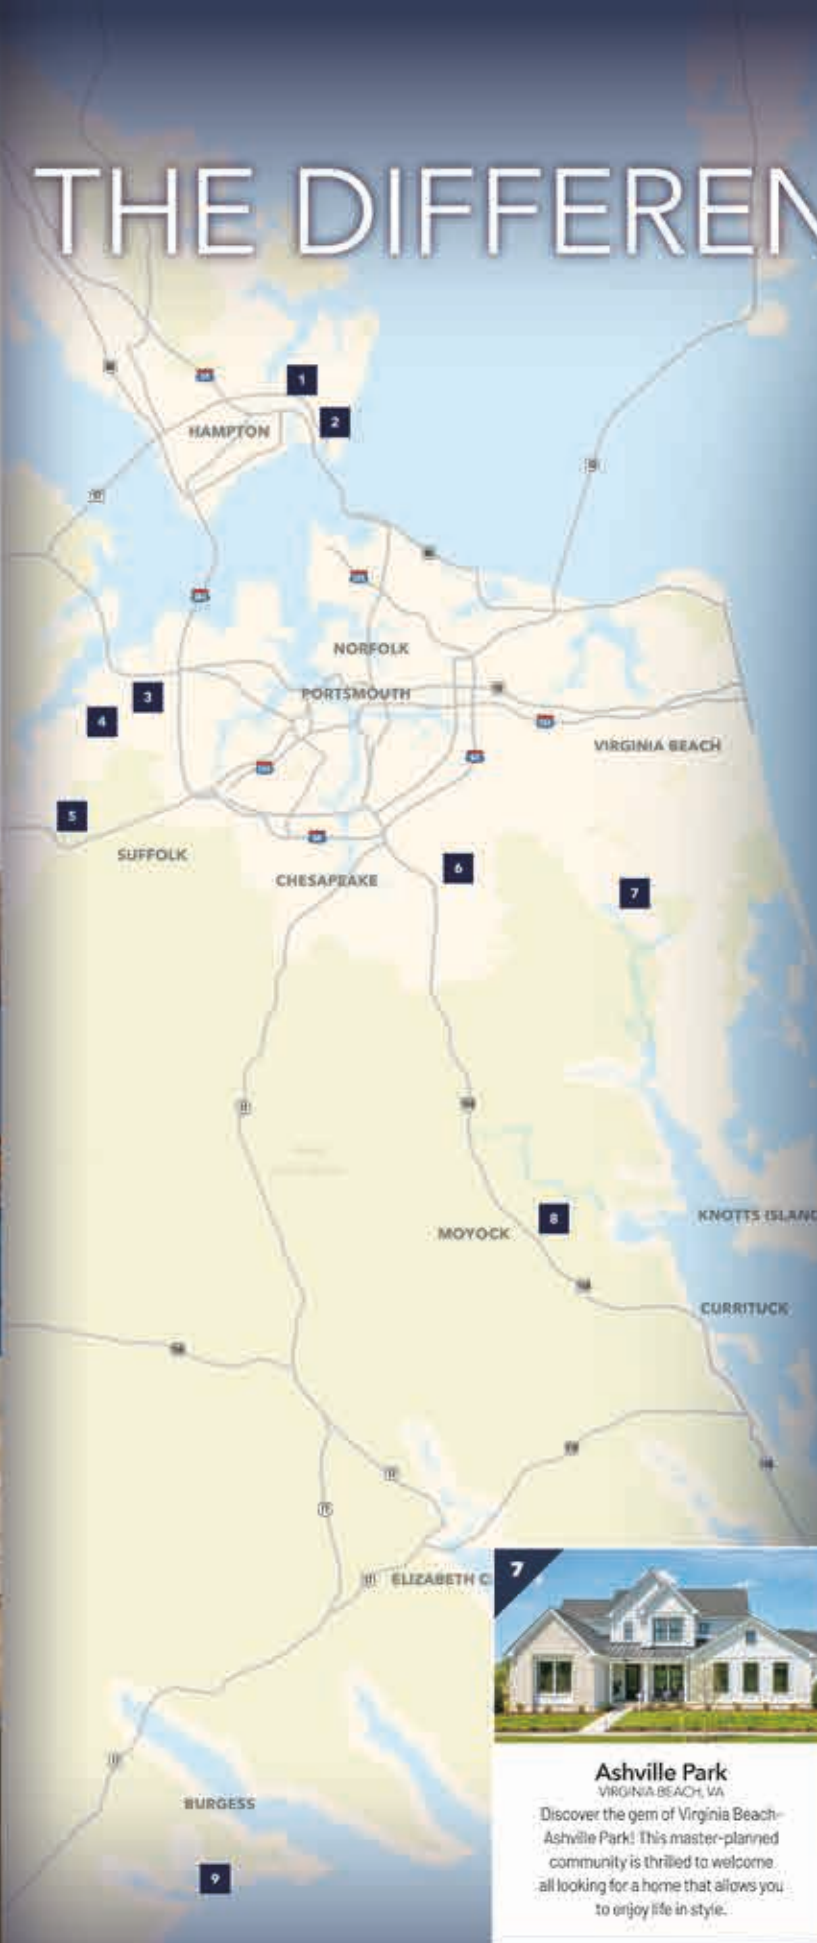 THE DIFFEREN
1
2
HAMPTON
NORFOLK
PORTSMOUTH
3
4
VIRGINIA BEACH
5
SUFFOLK
6
CHESAPEAKE
7
8
KNOTTS ISLAND
MOYOCK
CURRITUCK
17
ELIZABETH C
7
Ashville Park
VIRGINIA BEACH, VA
Discover the gem of Virginia Beach-
Ashville Park! This master-planned
community is thrilled to welcome
all looking for a home that allows you
to enjoy life in style.
BURGESS
9